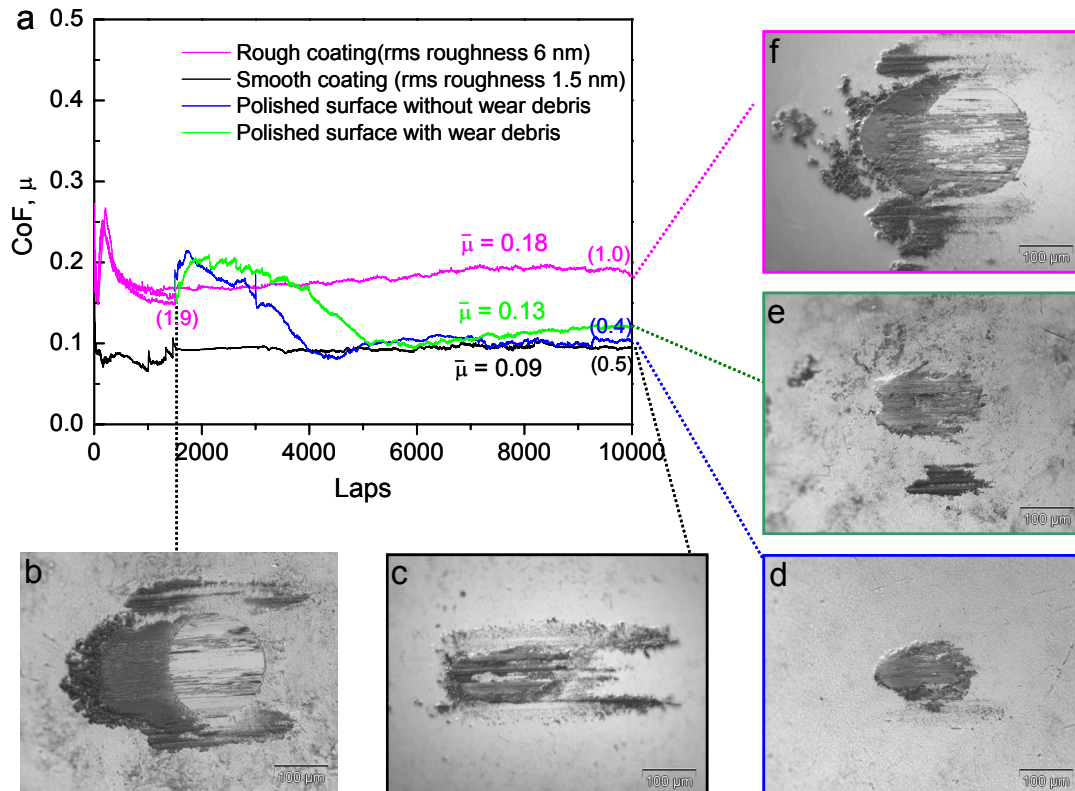 a
0.5
0.4
0.3
0.2
0.1
0.0
CoF, μ
Rough coating(rms roughness 6 nm)
Smooth coating (rms roughness 1.5 nm)
Polished surface without wear debris
Polished surface with wear debris
μ̄ = 0.18
(1.0)
(1.9)
μ̄ = 0.13
(0.4)
μ̄ = 0.09
(0.5)
0 2000 4000 6000 8000 10000
Laps
f
100 μm
e
100 μm
b
100 μm
c
100 μm
d
100 μm